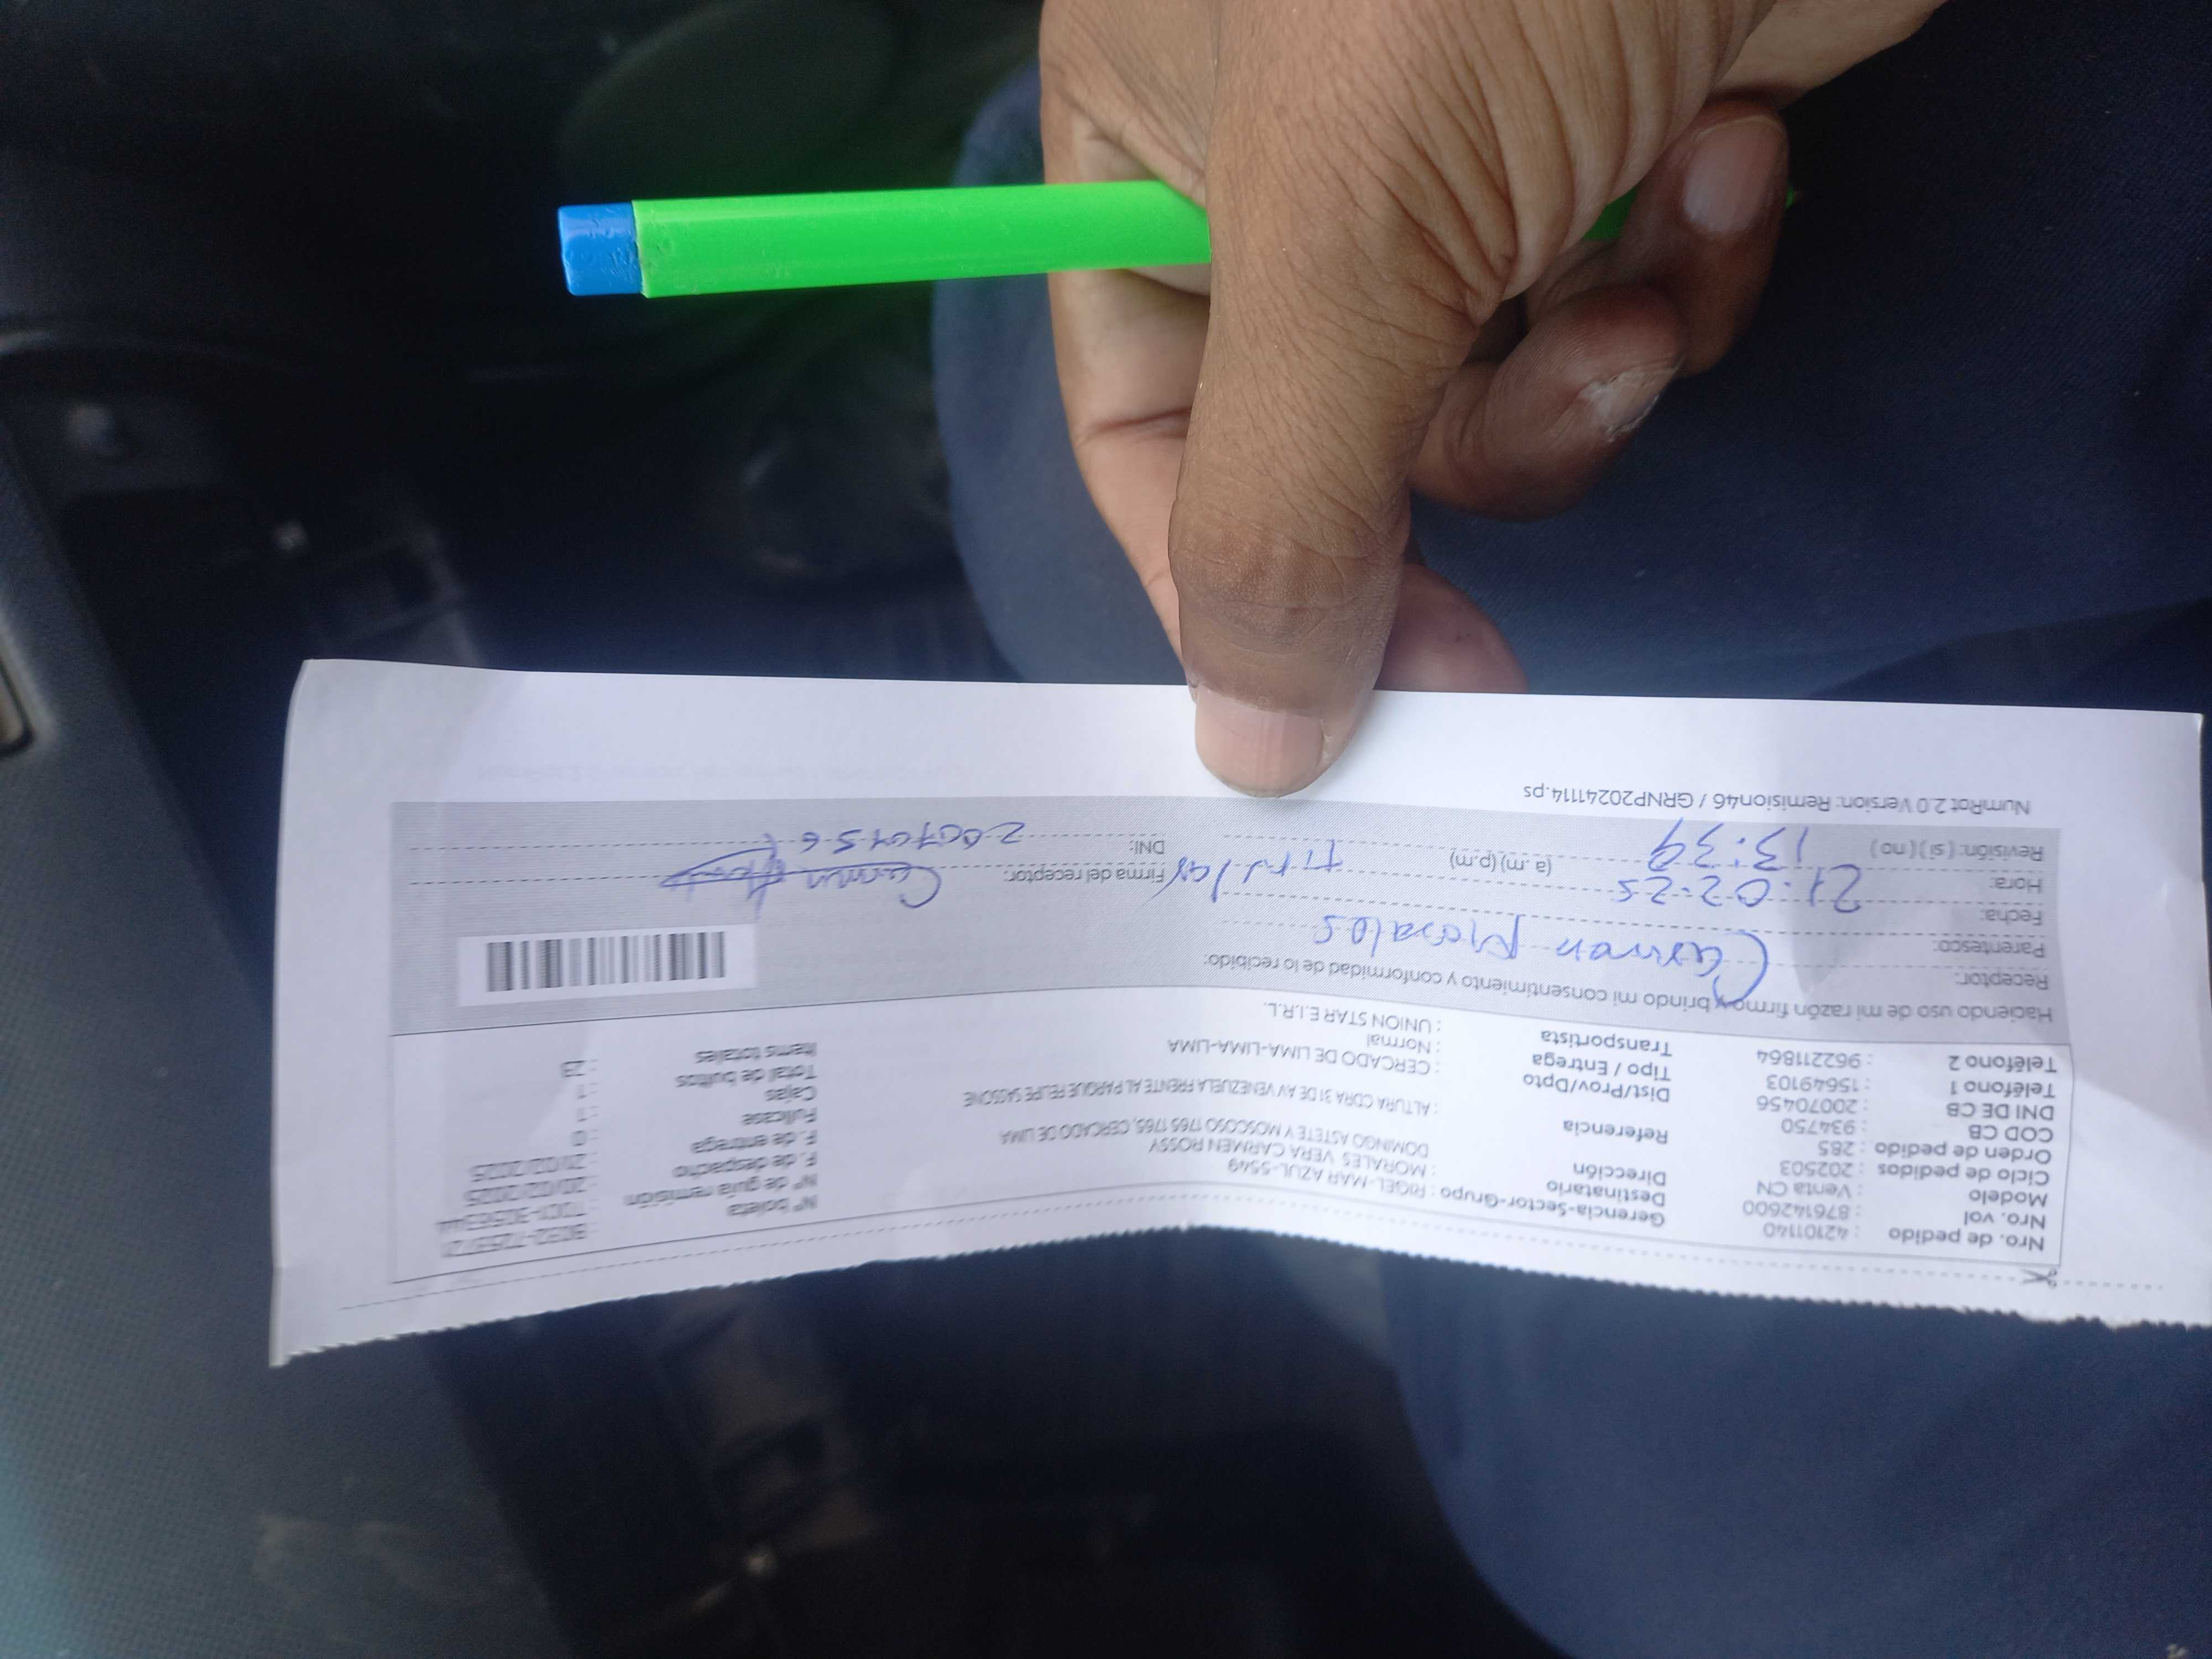 Nro. de pedido : 42101140
Nro. vol : 876142600
Modelo : Venta CN
Ciclo de pedidos : 202503
Orden de pedido : 285
COD CB : 934750
DNI DE CB : 20070456
Teléfono 1 : 15649103
Teléfono 2 : 962211864
Gerencia-Sector-Grupo : RIGEL-MAR AZUL-5549
Destinatario : MORALES VERA CARMEN ROSSY
Dirección DOMINGO ASTETE Y MOSCOSO 1765 1765, CERCADO DE LIMA
Referencia : ALTURA CDRA 31 DE AV VENEZUELA FRENTE AL PARQUE FELIPE SASSONE
Dist/Prov/Dpto : CERCADO DE LIMA-LIMA-LIMA
Tipo / Entrega : Normal
Transportista : UNION STAR E.I.R.L.
N° boleta
N° de guía remisión
F. de despacho : 20/02/2025
F. de entrega : 21/02/2025
Fullcase : 0
Cajas : 1
Total de bultos : 1
Items totales : 23
Haciendo uso de mi razón firmo y brindo mi consentimiento y conformidad de lo recibido:
Receptor: Carmen Morales
Parentesco: Titular
Fecha: 21-02-25
Hora: 13:39 (a.m) (p.m)
Revisión: ( si ) ( no )
Firma del receptor:
DNI: 20070456
NumRot 2.0 Version: Remision46 / GRNP20241114.ps